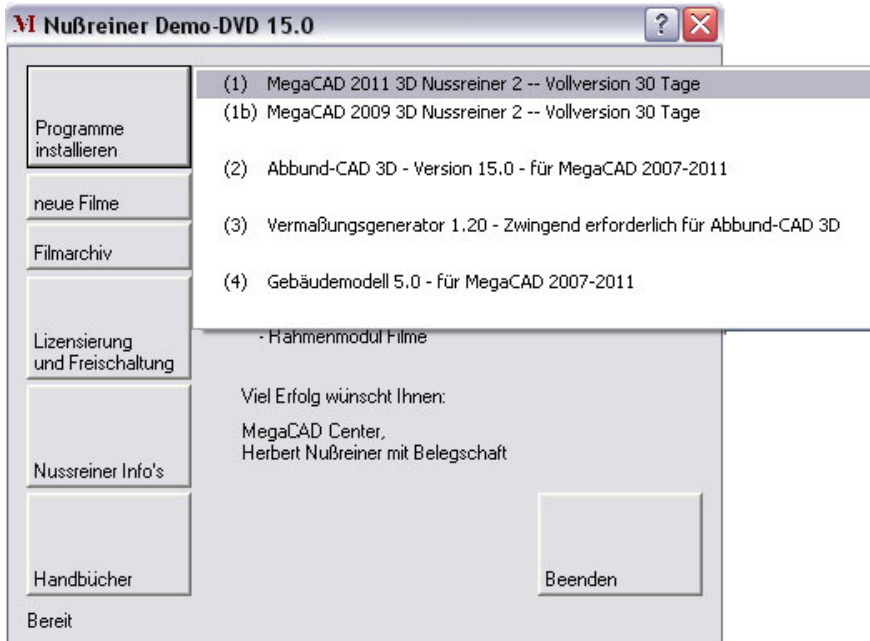 M Nußreiner Demo-DVD 15.0
?
Programme
installieren
neue Filme
Filmarchiv
Lizensierung
und Freischaltung
Nussreiner Info's
Handbücher
(1) MegaCAD 2011 3D Nussreiner 2 -- Vollversion 30 Tage
(1b) MegaCAD 2009 3D Nussreiner 2 -- Vollversion 30 Tage
(2) Abbund-CAD 3D - Version 15.0 - für MegaCAD 2007-2011
(3) Vermaßungsgenerator 1.20 - Zwingend erforderlich für Abbund-CAD 3D
(4) Gebäudemodell 5.0 - für MegaCAD 2007-2011
- Rahmenmodul Filme
Viel Erfolg wünscht Ihnen:
MegaCAD Center,
Herbert Nußreiner mit Belegschaft
Beenden
Bereit